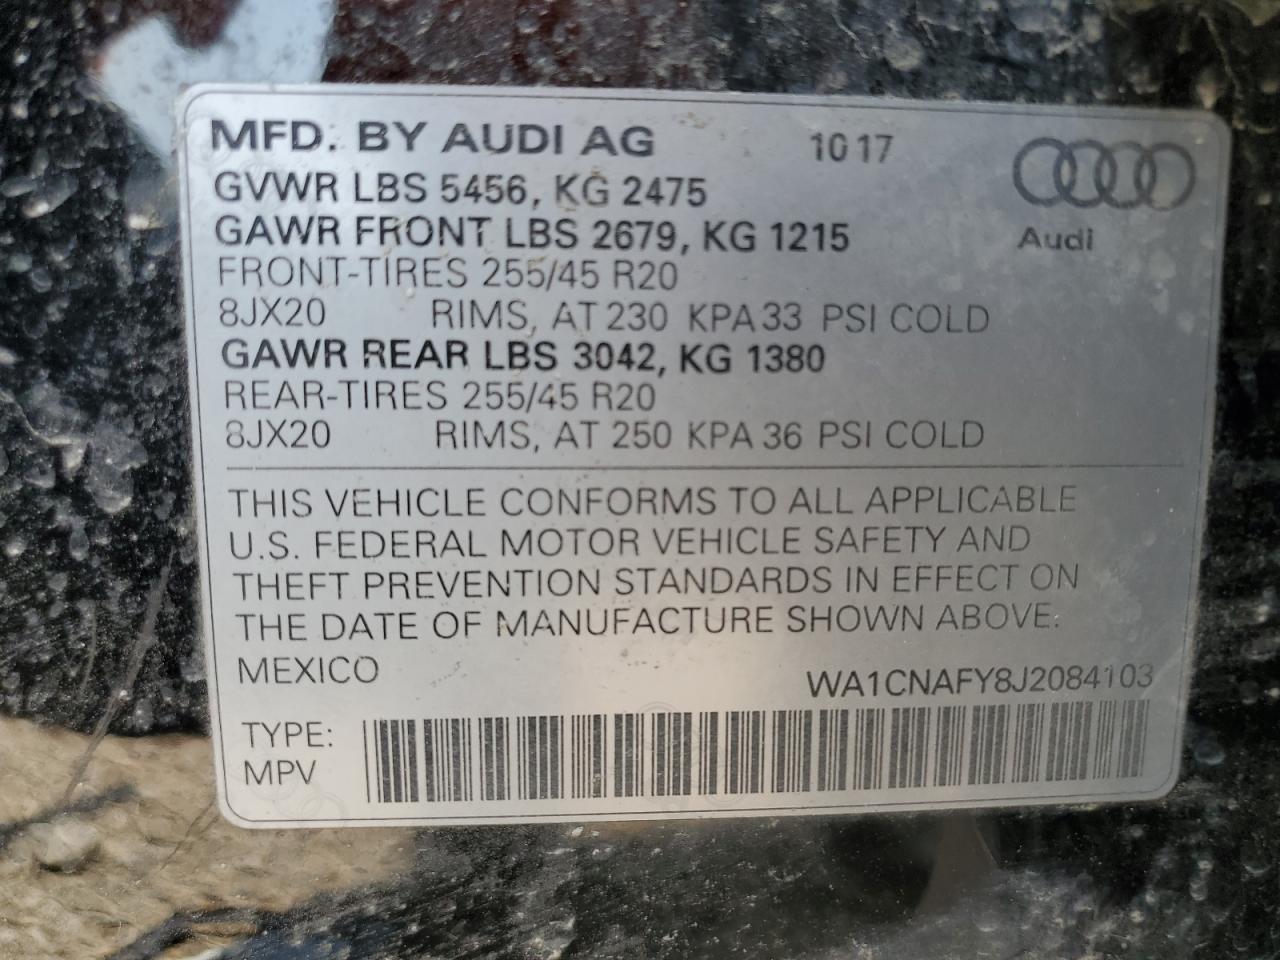 MFD. BY AUDI AG 10 17
GVWR LBS 5456, KG 2475
GAWR FRONT LBS 2679, KG 1215
Audi
FRONT-TIRES 255/45 R20
8JX20 RIMS, AT 230 KPA 33 PSI COLD
GAWR REAR LBS 3042, KG 1380
REAR-TIRES 255/45 R20
8JX20 RIMS, AT 250 KPA 36 PSI COLD
THIS VEHICLE CONFORMS TO ALL APPLICABLE
U.S. FEDERAL MOTOR VEHICLE SAFETY AND
THEFT PREVENTION STANDARDS IN EFFECT ON
THE DATE OF MANUFACTURE SHOWN ABOVE.
MEXICO WA1CNAFY8J2084103
TYPE:
MPV